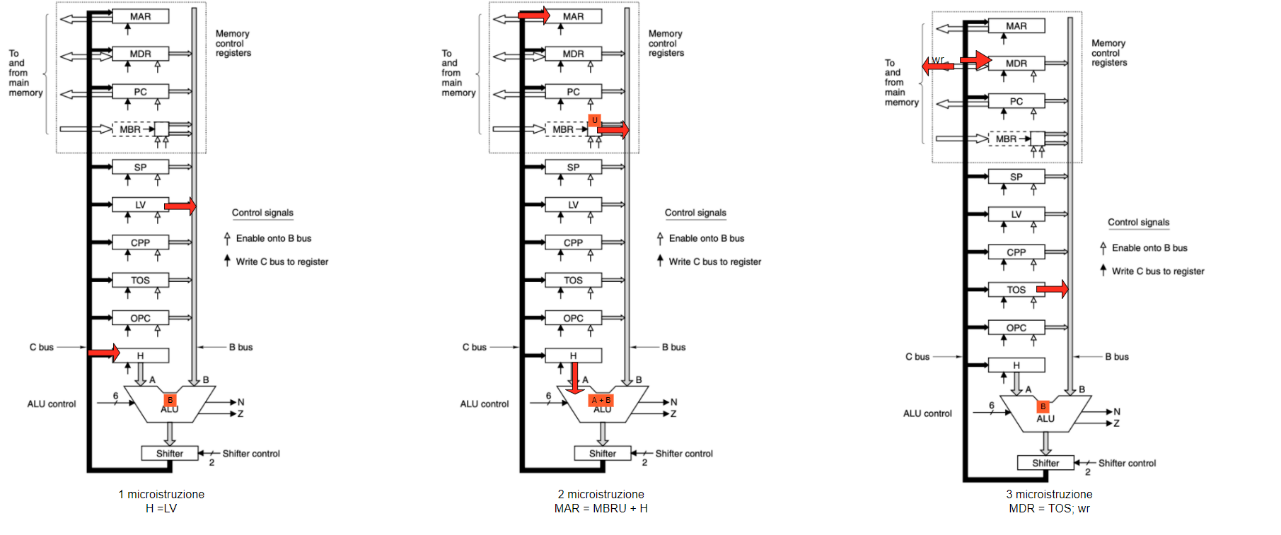 MAR
MDR
PC
MBR
SP
LV
CPP
TOS
OPC
H
To
and
from
main
memory
Memory
control
registers
Control signals
Enable onto B bus
Write C bus to register
C bus
B bus
A
B
B
ALU
ALU control
6
N
Z
Shifter
Shifter control
2
1 microistruzione
H =LV
MAR
MDR
PC
MBR
U
SP
LV
CPP
TOS
OPC
H
To
and
from
main
memory
Memory
control
registers
Control signals
Enable onto B bus
Write C bus to register
C bus
B bus
A
B
A + B
ALU
ALU control
6
N
Z
Shifter
Shifter control
2
2 microistruzione
MAR = MBRU + H
MAR
wr
MDR
PC
MBR
SP
LV
CPP
TOS
OPC
H
To
and
from
main
memory
Memory
control
registers
Control signals
Enable onto B bus
Write C bus to register
C bus
B bus
A
B
B
ALU
ALU control
6
N
Z
Shifter
Shifter control
2
3 microistruzione
MDR = TOS; wr